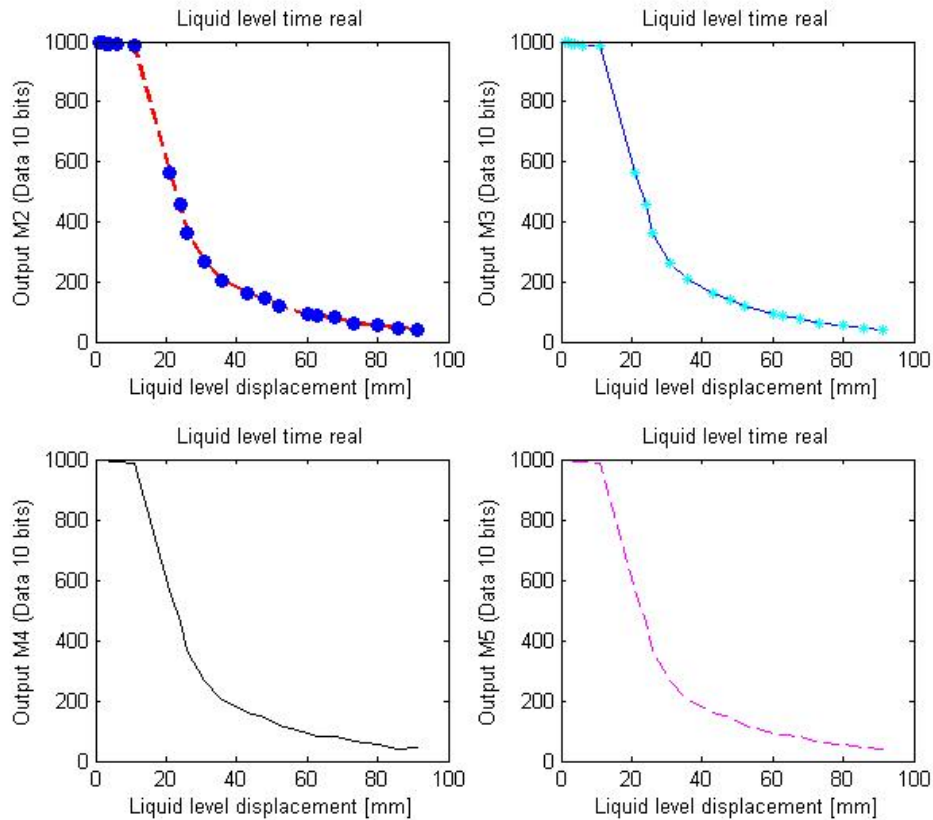 Liquid level time real
1000
800
600
400
200
0
Output M2 (Data 10 bits)
0 20 40 60 80 100
Liquid level displacement [mm]
Liquid level time real
1000
800
600
400
200
0
Output M3 (Data 10 bits)
0 20 40 60 80 100
Liquid level displacement [mm]
Liquid level time real
1000
800
600
400
200
0
Output M4 (Data 10 bits)
0 20 40 60 80 100
Liquid level displacement [mm]
Liquid level time real
1000
800
600
400
200
0
Output M5 (Data 10 bits)
0 20 40 60 80 100
Liquid level displacement [mm]